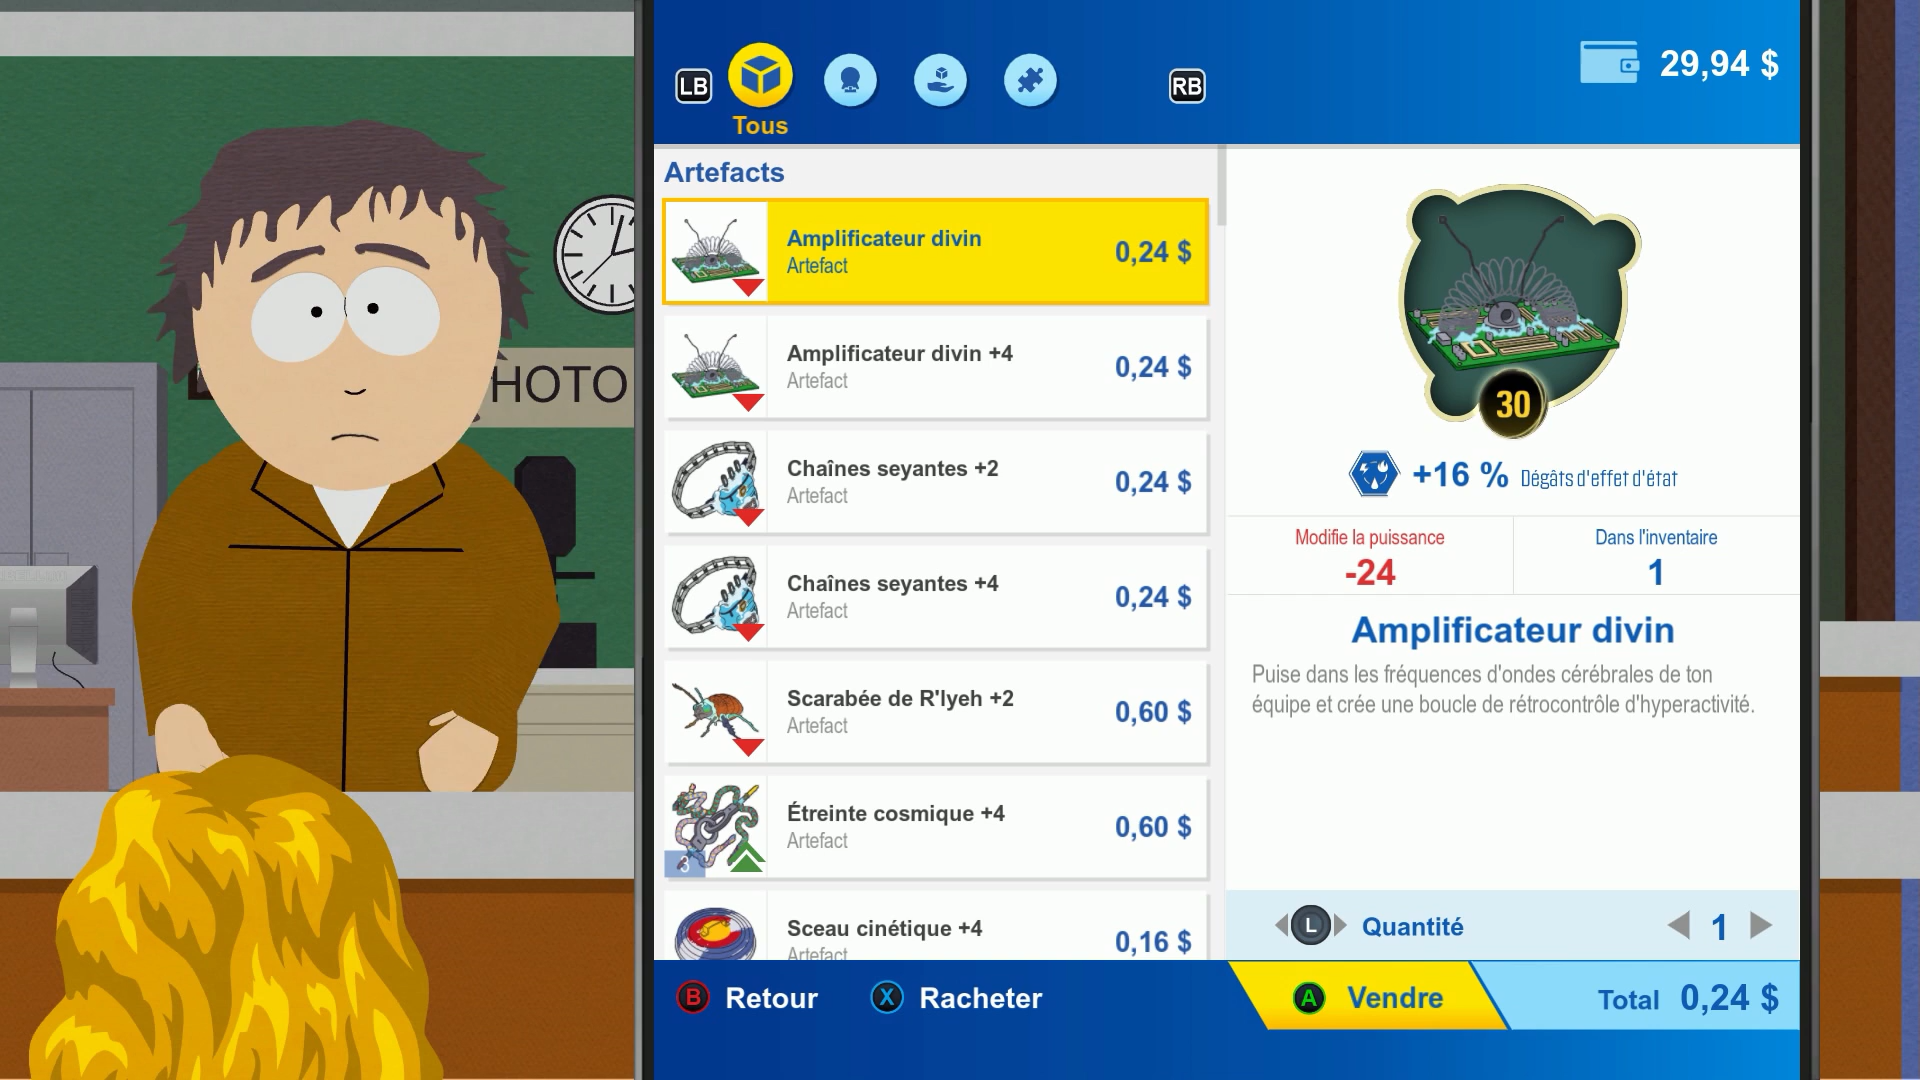 HOTO
LB
Tous
RB
29,94 $
Artefacts
Amplificateur divin
Artefact
0,24 $
Amplificateur divin +4
Artefact
0,24 $
Chaînes seyantes +2
Artefact
0,24 $
Chaînes seyantes +4
Artefact
0,24 $
Scarabée de R'lyeh +2
Artefact
0,60 $
Étreinte cosmique +4
Artefact
0,60 $
3
Sceau cinétique +4
Artefact
0,16 $
30
+16 % Dégâts d'effet d'état
Modifie la puissance
-24
Dans l'inventaire
1
Amplificateur divin
Puise dans les fréquences d'ondes cérébrales de ton
équipe et crée une boucle de rétrocontrôle d'hyperactivité.
L Quantité 1
B Retour
X Racheter
A Vendre
Total 0,24 $